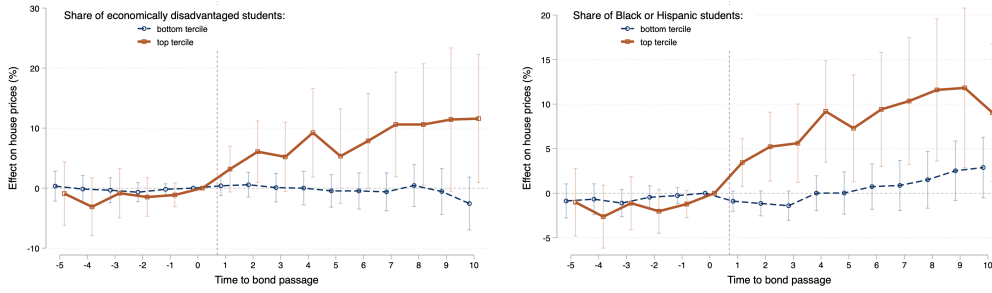 Share of economically disadvantaged students:
bottom tercile
top tercile
Effect on house prices (%)
30
20
10
0
-10
-5 -4 -3 -2 -1 0 1 2 3 4 5 6 7 8 9 10
Time to bond passage
Share of Black or Hispanic students:
bottom tercile
top tercile
Effect on house prices (%)
20
15
10
5
0
-5
-5 -4 -3 -2 -1 0 1 2 3 4 5 6 7 8 9 10
Time to bond passage